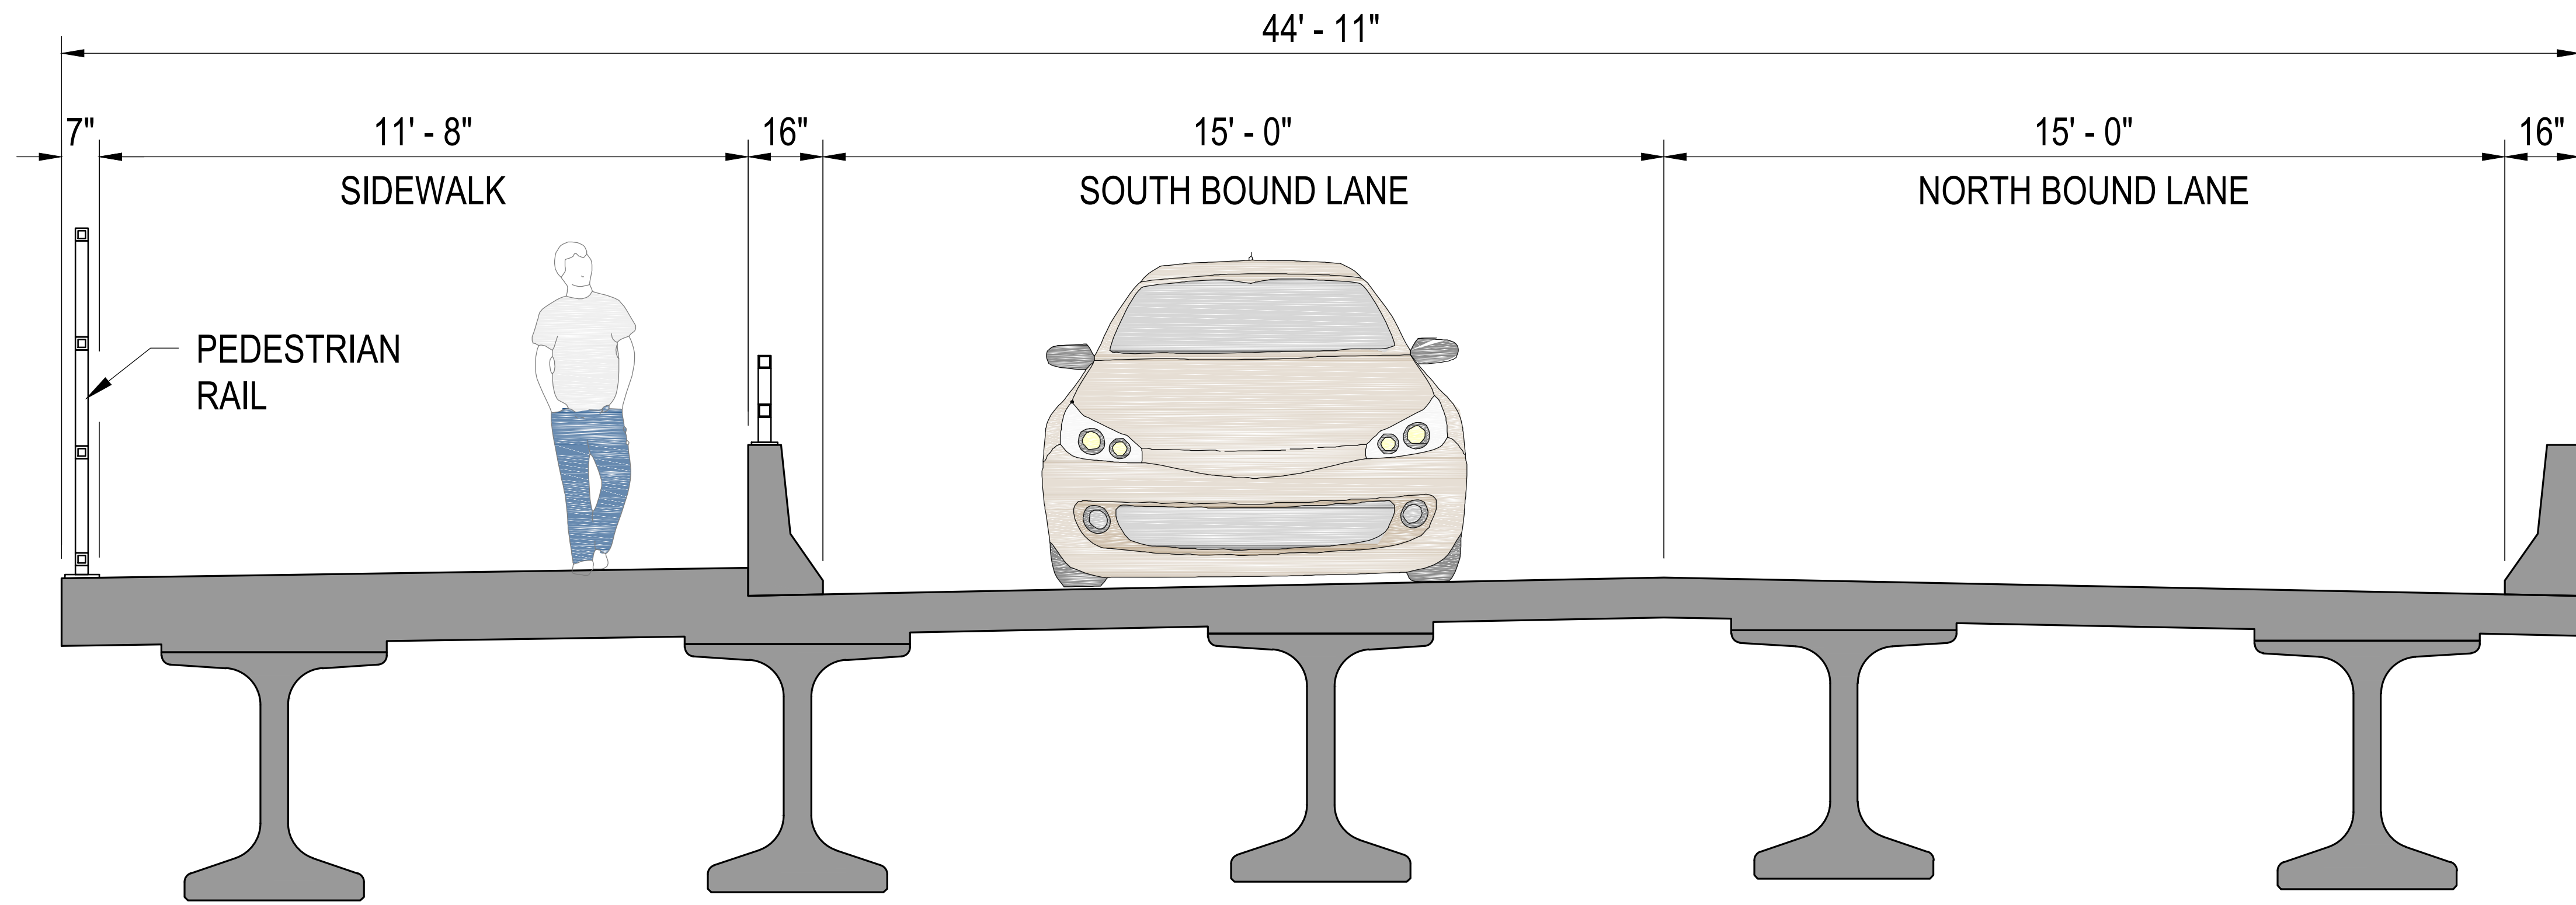 44' - 11"
7"
11' - 8"
16"
15' - 0"
15' - 0"
16"
SIDEWALK
SOUTH BOUND LANE
NORTH BOUND LANE
PEDESTRIAN
RAIL